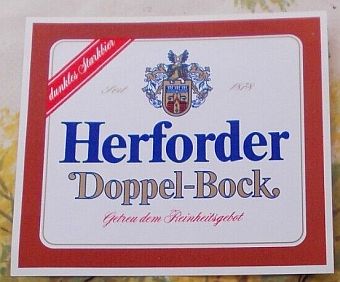 dunkles Starkbier
Seit 1878
Herforder
Doppel-Bock
Getreu dem Reinheitsgebot